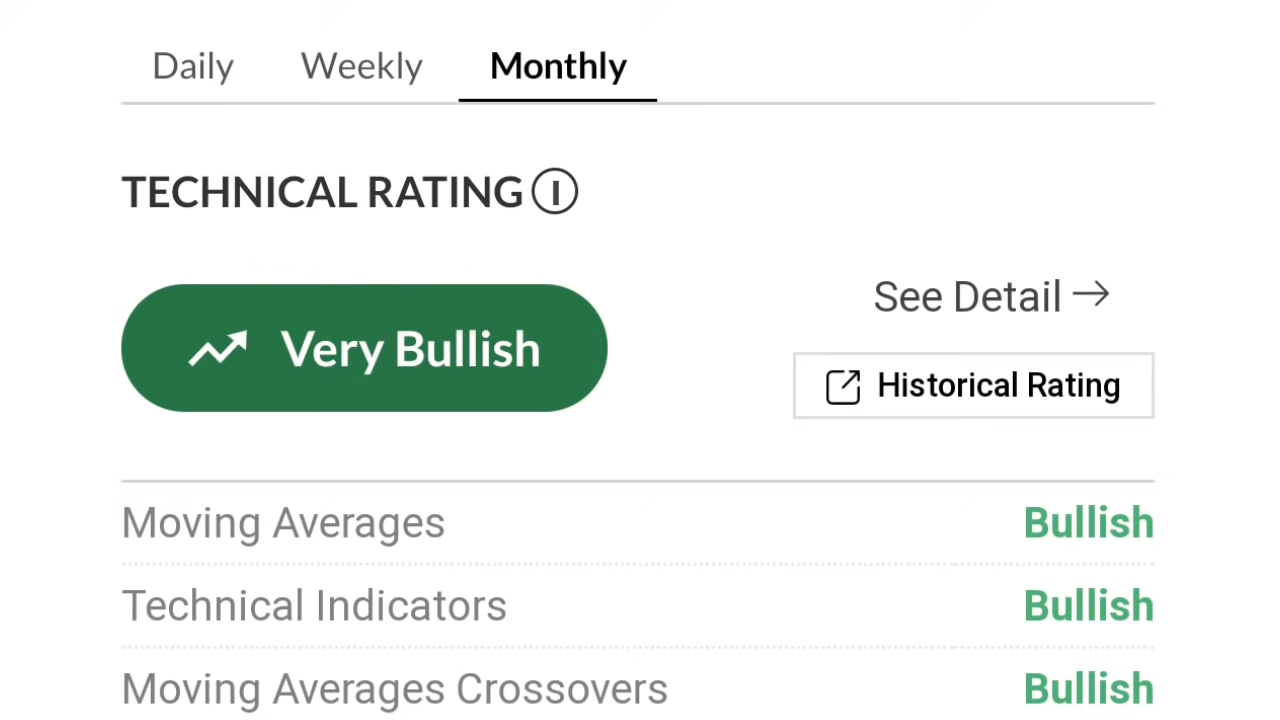 Daily Weekly Monthly
TECHNICAL RATING
Very Bullish
See Detail →
Historical Rating
Moving Averages Bullish
Technical Indicators Bullish
Moving Averages Crossovers Bullish